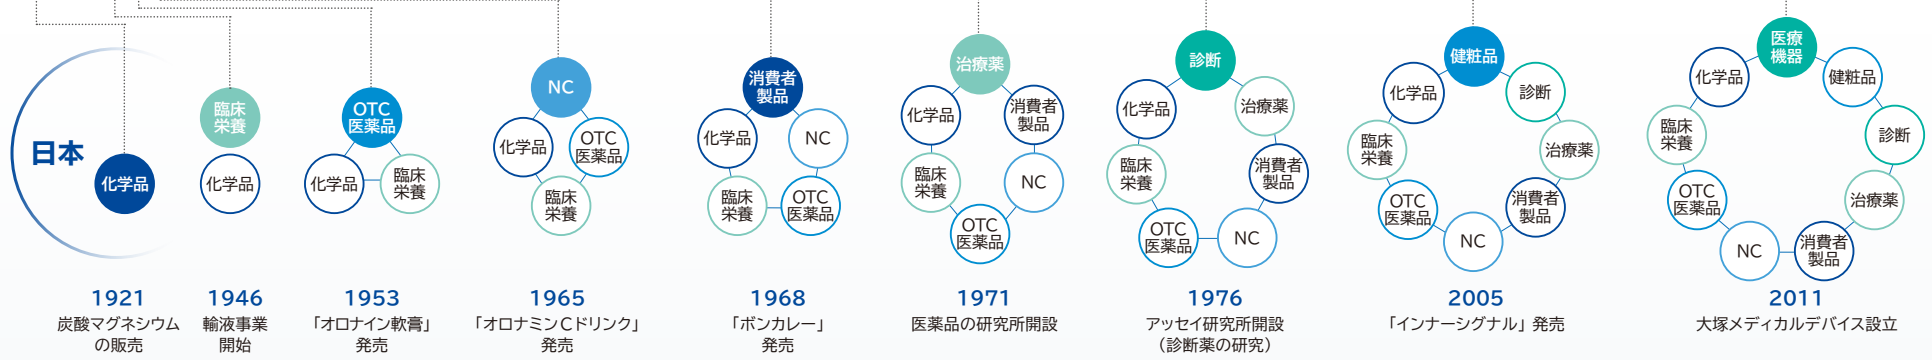 日本
化学品
1921
炭酸マグネシウム
の販売
臨床
栄養
化学品
1946
輸液事業
開始
OTC
医薬品
化学品
臨床
栄養
1953
「オロナイン軟膏」
発売
NC
化学品
OTC
医薬品
臨床
栄養
1965
「オロナミンCドリンク」
発売
消費者
製品
化学品
NC
臨床
栄養
OTC
医薬品
1968
「ボンカレー」
発売
治療薬
化学品
消費者
製品
臨床
栄養
NC
OTC
医薬品
1971
医薬品の研究所開設
診断
化学品
治療薬
臨床
栄養
消費者
製品
OTC
医薬品
NC
1976
アッセイ研究所開設
（診断薬の研究）
健粧品
化学品
診断
臨床
栄養
治療薬
OTC
医薬品
消費者
製品
NC
2005
「インナーシグナル」発売
医療
機器
化学品
健粧品
臨床
栄養
診断
OTC
医薬品
治療薬
NC
消費者
製品
2011
大塚メディカルデバイス設立